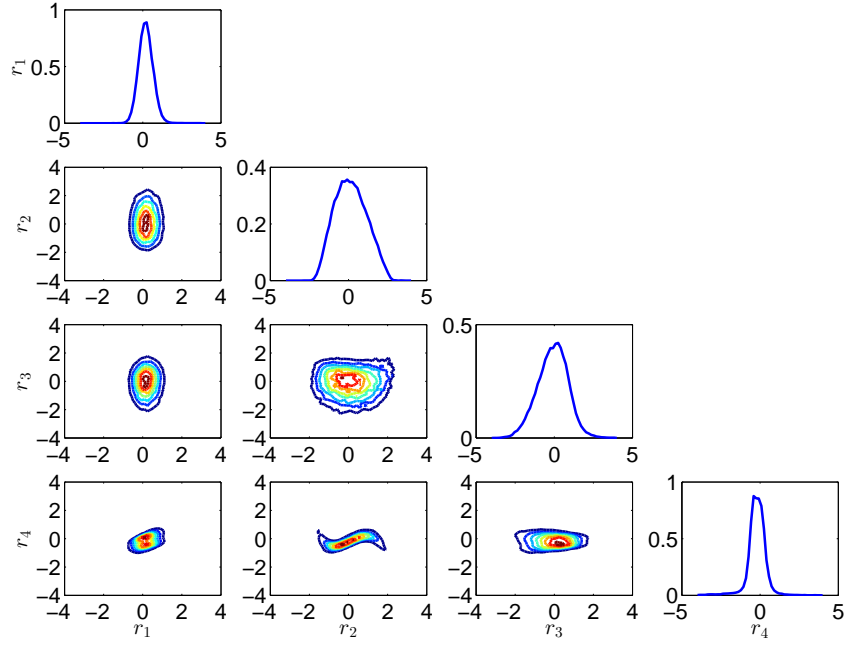 1
0.5
0
r₁
−5 0 5
4 0.4
2
0 0.2
−2
−4 0
r₂
−4 −2 0 2 4 −5 0 5
4 4 0.5
2 2
0 0
−2 −2
−4 −4 0
r₃
−4 −2 0 2 4 −4 −2 0 2 4 −5 0 5
4 4 4 1
2 2 2
0 0 0 0.5
−2 −2 −2
−4 −4 −4 0
r₄
−4 −2 0 2 4 −4 −2 0 2 4 −4 −2 0 2 4 −5 0 5
r₁ r₂ r₃ r₄